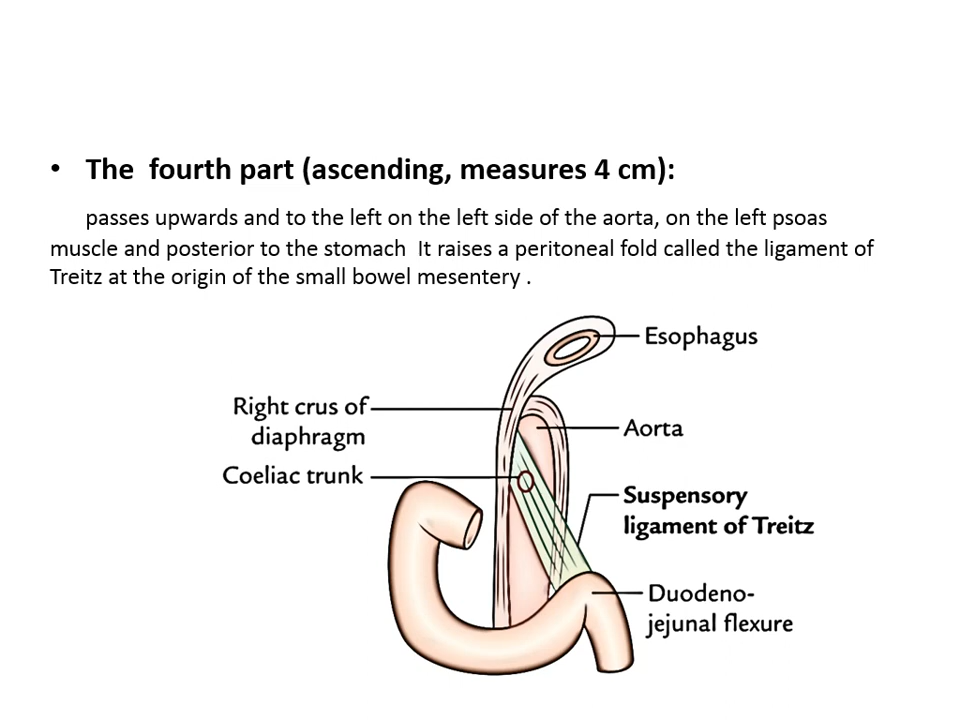 • The  fourth part (ascending, measures 4 cm):
passes upwards and to the left on the left side of the aorta, on the left psoas
muscle and posterior to the stomach  It raises a peritoneal fold called the ligament of
Treitz at the origin of the small bowel mesentery .
Esophagus
Right crus of
diaphragm
Aorta
Coeliac trunk
Suspensory
ligament of Treitz
Duodeno-
jejunal flexure